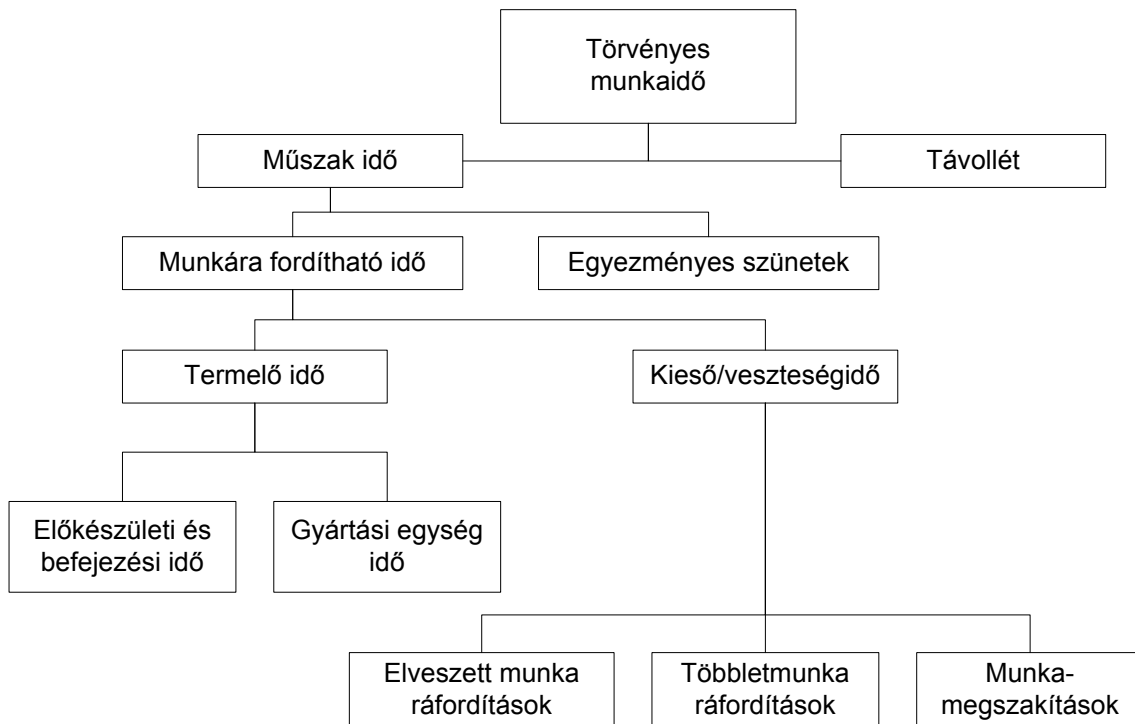 Törvényes
munkaidő
Műszak idő
Távollét
Munkára fordítható idő
Egyezményes szünetek
Termelő idő
Kieső/veszteségidő
Előkészületi és
befejezési idő
Gyártási egység
idő
Elveszett munka
ráfordítások
Többletmunka
ráfordítások
Munka-
megszakítások